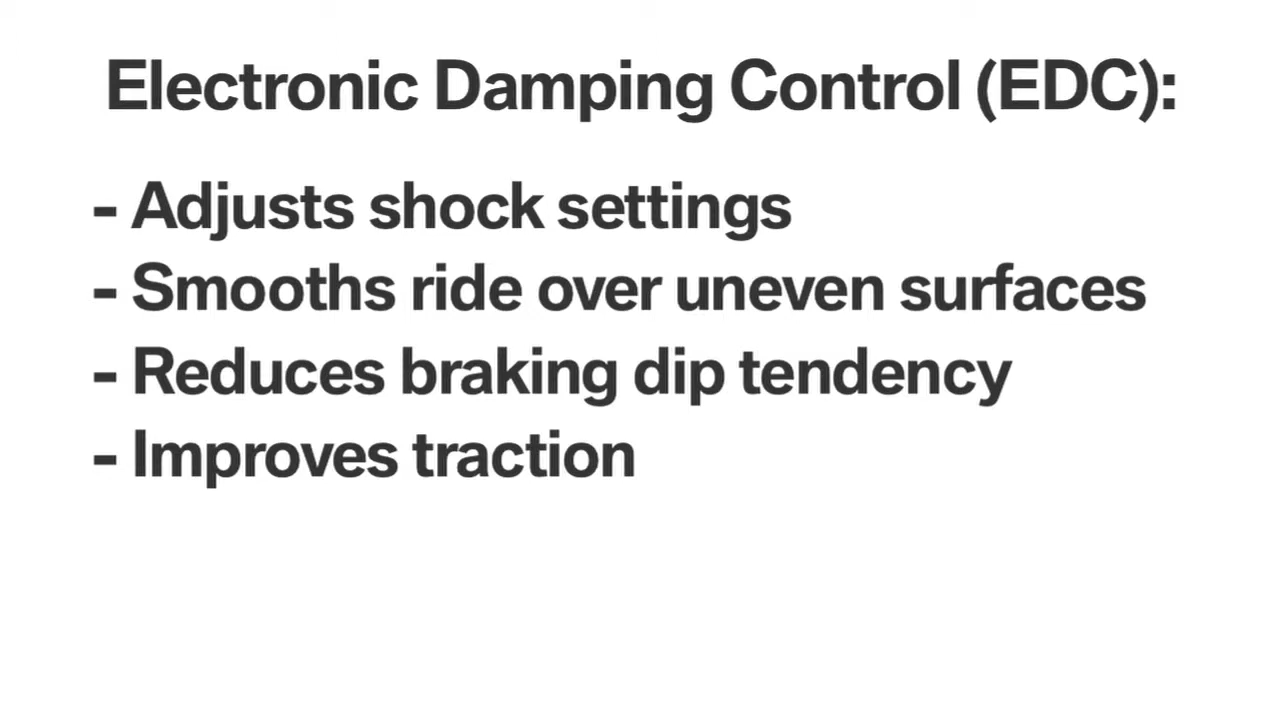 Electronic Damping Control (EDC):
- Adjusts shock settings
- Smooths ride over uneven surfaces
- Reduces braking dip tendency
- Improves traction